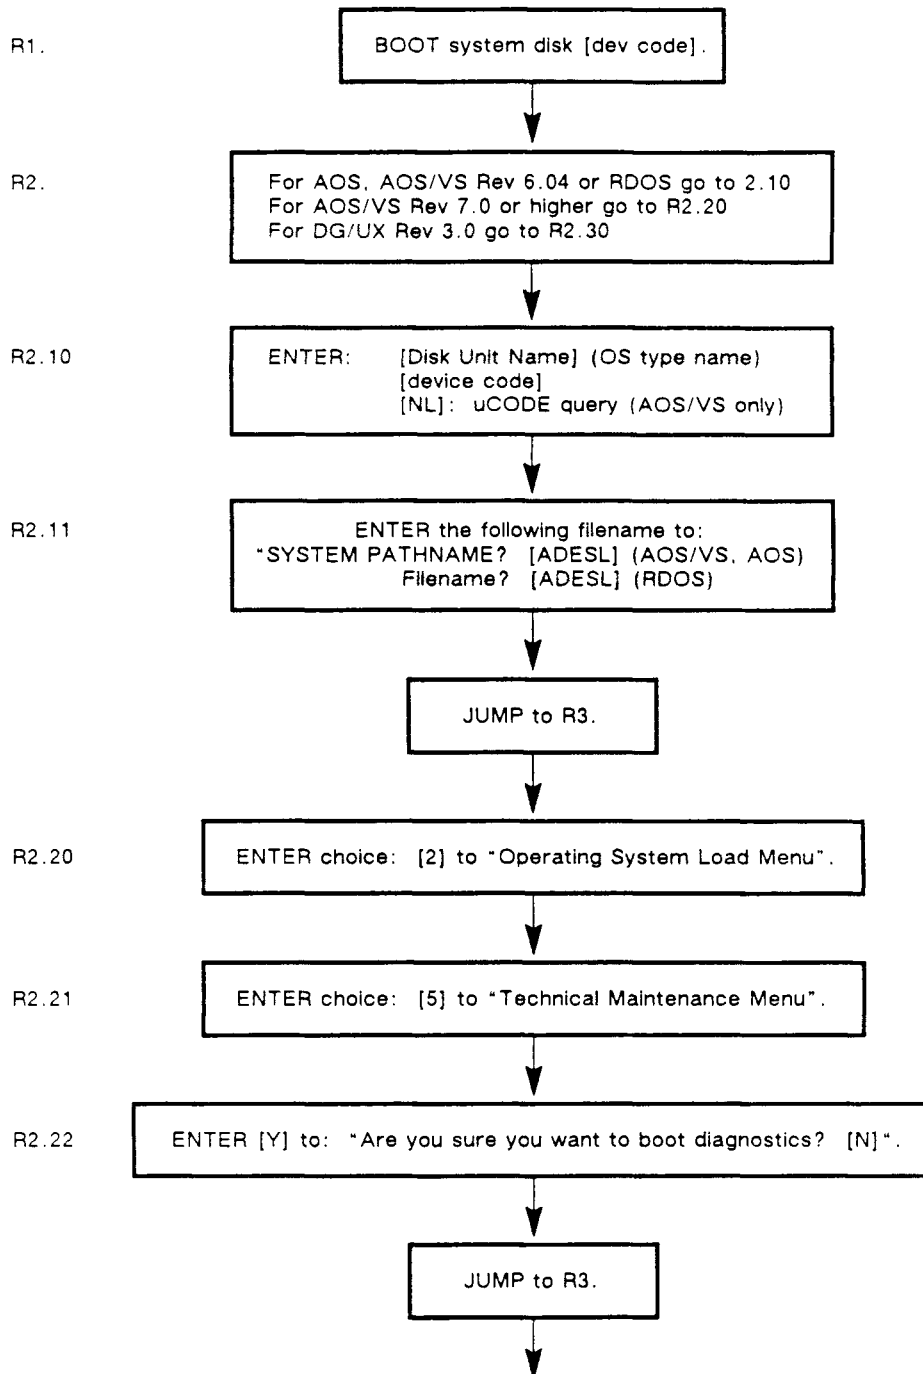 R1.
BOOT system disk [dev code].
R2.
For AOS, AOS/VS Rev 6.04 or RDOS go to 2.10
For AOS/VS Rev 7.0 or higher go to R2.20
For DG/UX Rev 3.0 go to R2.30
R2.10
ENTER: [Disk Unit Name] (OS type name)
[device code]
[NL]: uCODE query (AOS/VS only)
R2.11
ENTER the following filename to:
"SYSTEM PATHNAME? [ADESL] (AOS/VS, AOS)
Filename? [ADESL] (RDOS)
JUMP to R3.
R2.20
ENTER choice: [2] to "Operating System Load Menu".
R2.21
ENTER choice: [5] to "Technical Maintenance Menu".
R2.22
ENTER [Y] to: "Are you sure you want to boot diagnostics? [N]".
JUMP to R3.